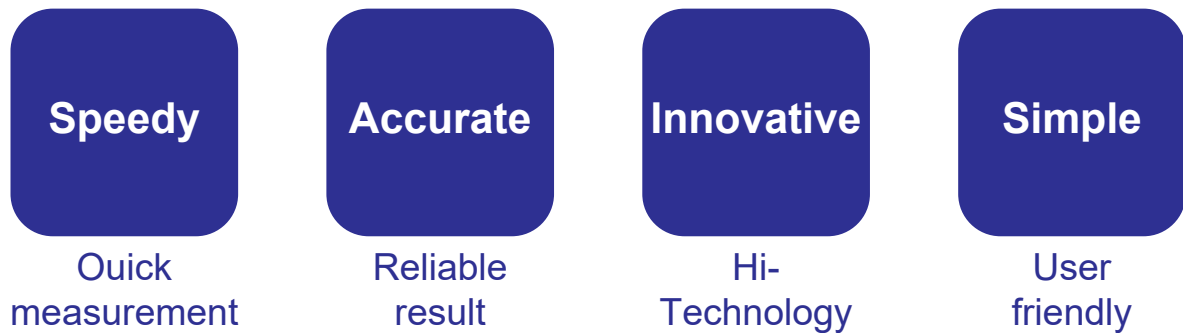 Speedy
Accurate
Innovative
Simple
Ouick
measurement
Reliable
result
Hi-
Technology
User
friendly